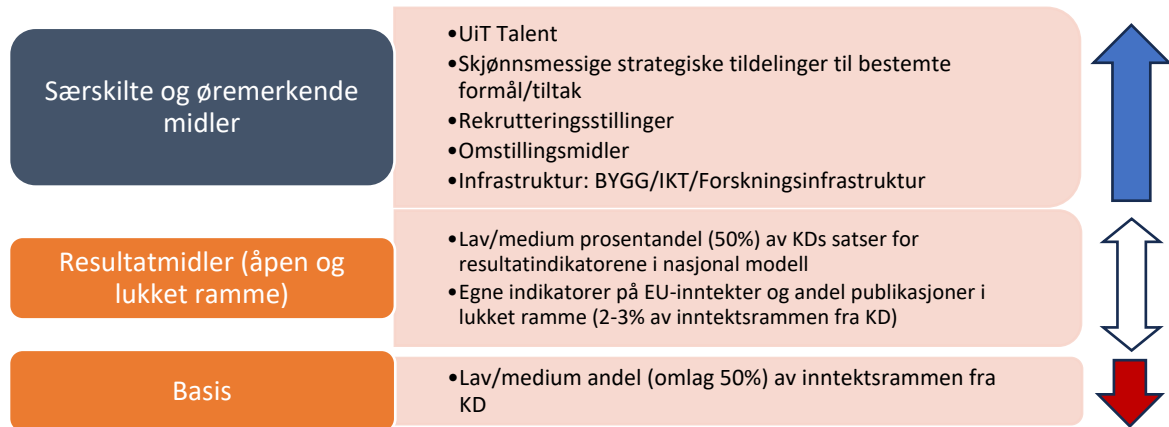 Særskilte og øremerkende
midler
•UiT Talent
•Skjønnsmessige strategiske tildelinger til bestemte
formål/tiltak
•Rekrutteringsstillinger
•Omstillingsmidler
•Infrastruktur: BYGG/IKT/Forskningsinfrastruktur
Resultatmidler (åpen og
lukket ramme)
•Lav/medium prosentandel (50%) av KDs satser for
resultatindikatorene i nasjonal modell
•Egne indikatorer på EU-inntekter og andel publikasjoner i
lukket ramme (2-3% av inntektsrammen fra KD)
Basis
•Lav/medium andel (omlag 50%) av inntektsrammen fra
KD